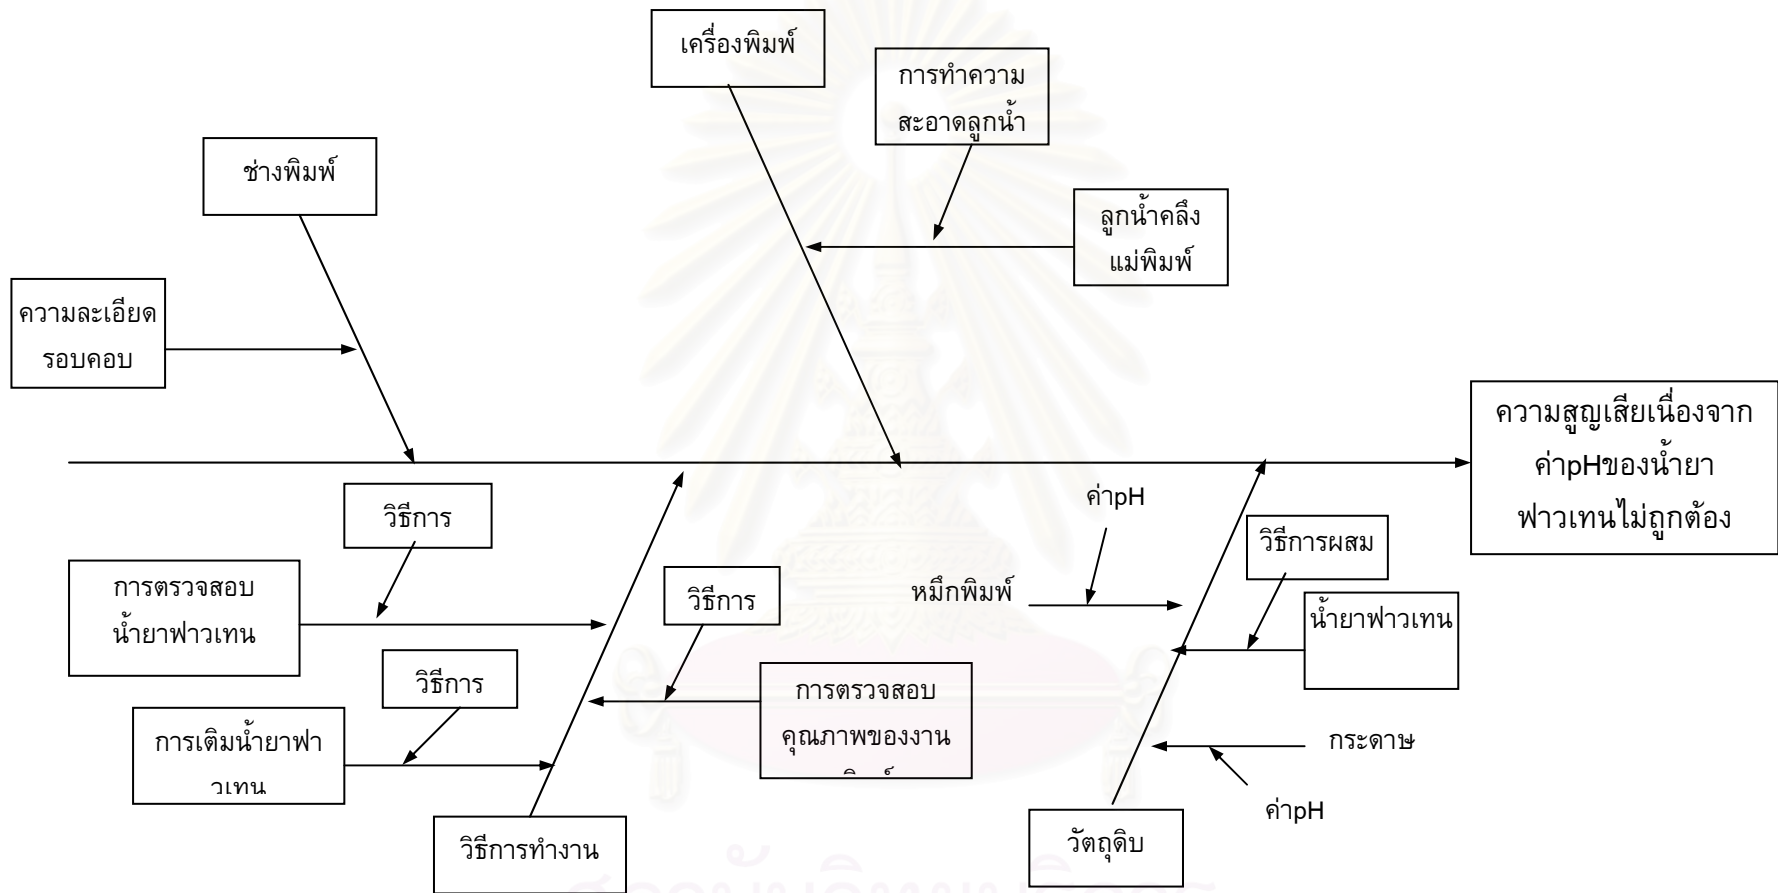 เครื่องพิมพ์
การทำความ
สะอาดลูกน้ำ
ช่างพิมพ์
ลูกน้ำคลึง
แม่พิมพ์
ความละเอียด
รอบคอบ
ความสูญเสียเนื่องจาก
ค่าpHของน้ำยา
ฟาวเทนไม่ถูกต้อง
วิธีการ
การตรวจสอบ
น้ำยาฟาวเทน
วิธีการ
การเติมน้ำยาฟา
วเทน
วิธีการ
การตรวจสอบ
คุณภาพของงาน
วิธีการทำงาน
ค่าpH
หมึกพิมพ์
วิธีการผสม
น้ำยาฟาวเทน
กระดาษ
ค่าpH
วัตถุดิบ